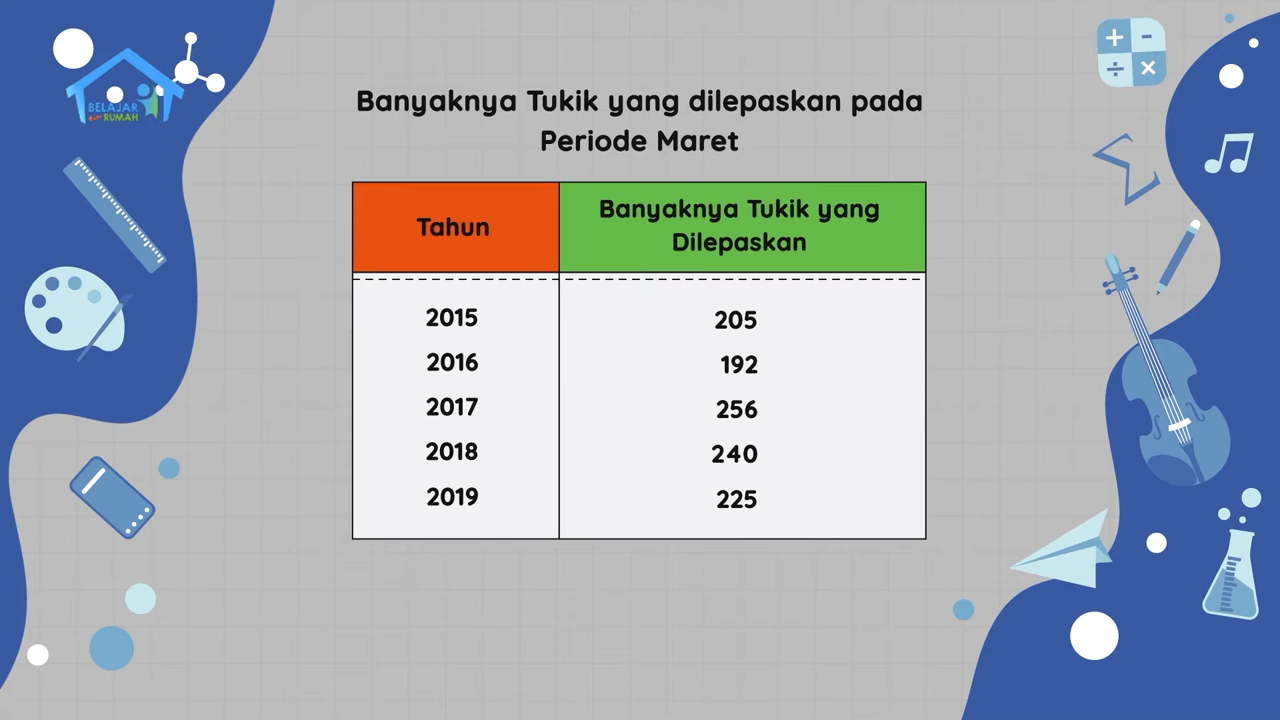 BELAJAR
RUMAH
Banyaknya Tukik yang dilepaskan pada
Periode Maret
Tahun
Banyaknya Tukik yang
Dilepaskan
2015 205
2016 192
2017 256
2018 240
2019 225